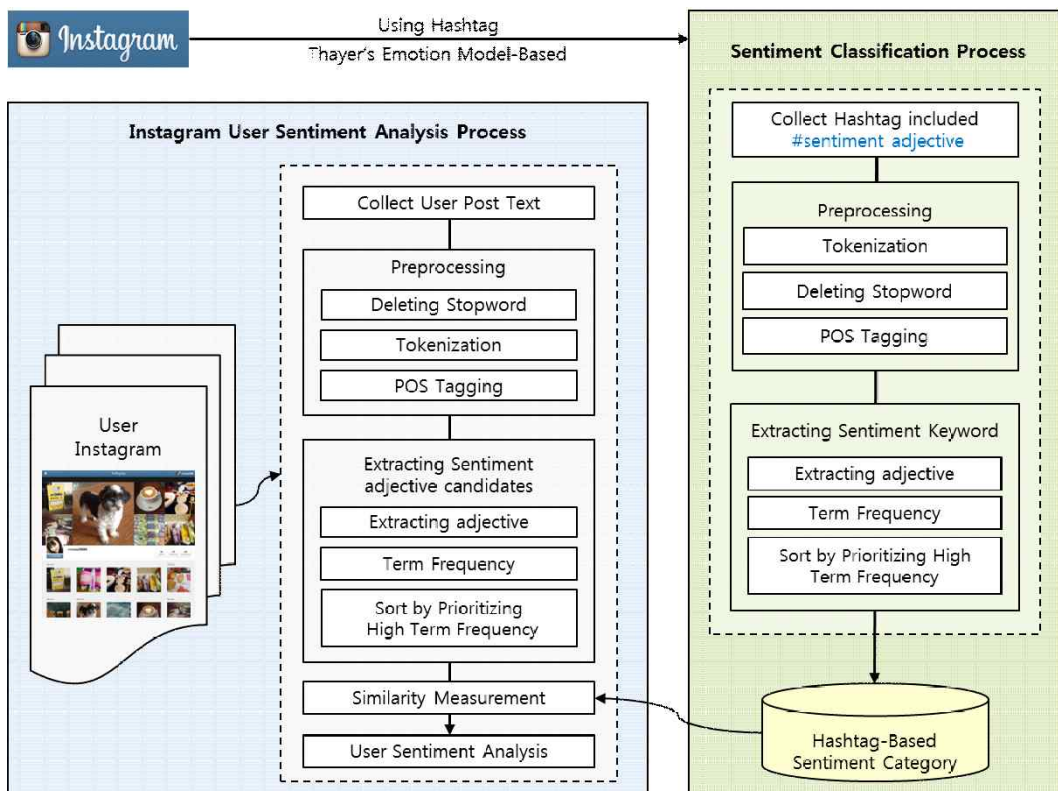 Instagram
Using Hashtag
Thayer's Emotion Model-Based
Sentiment Classification Process
Collect Hashtag included
#sentiment adjective
Preprocessing
Tokenization
Deleting Stopword
POS Tagging
Extracting Sentiment Keyword
Extracting adjective
Term Frequency
Sort by Prioritizing High
Term Frequency
Hashtag-Based
Sentiment Category
Instagram User Sentiment Analysis Process
Collect User Post Text
Preprocessing
Deleting Stopword
Tokenization
POS Tagging
Extracting Sentiment
adjective candidates
Extracting adjective
Term Frequency
Sort by Prioritizing
High Term Frequency
Similarity Measurement
User Sentiment Analysis
User
Instagram